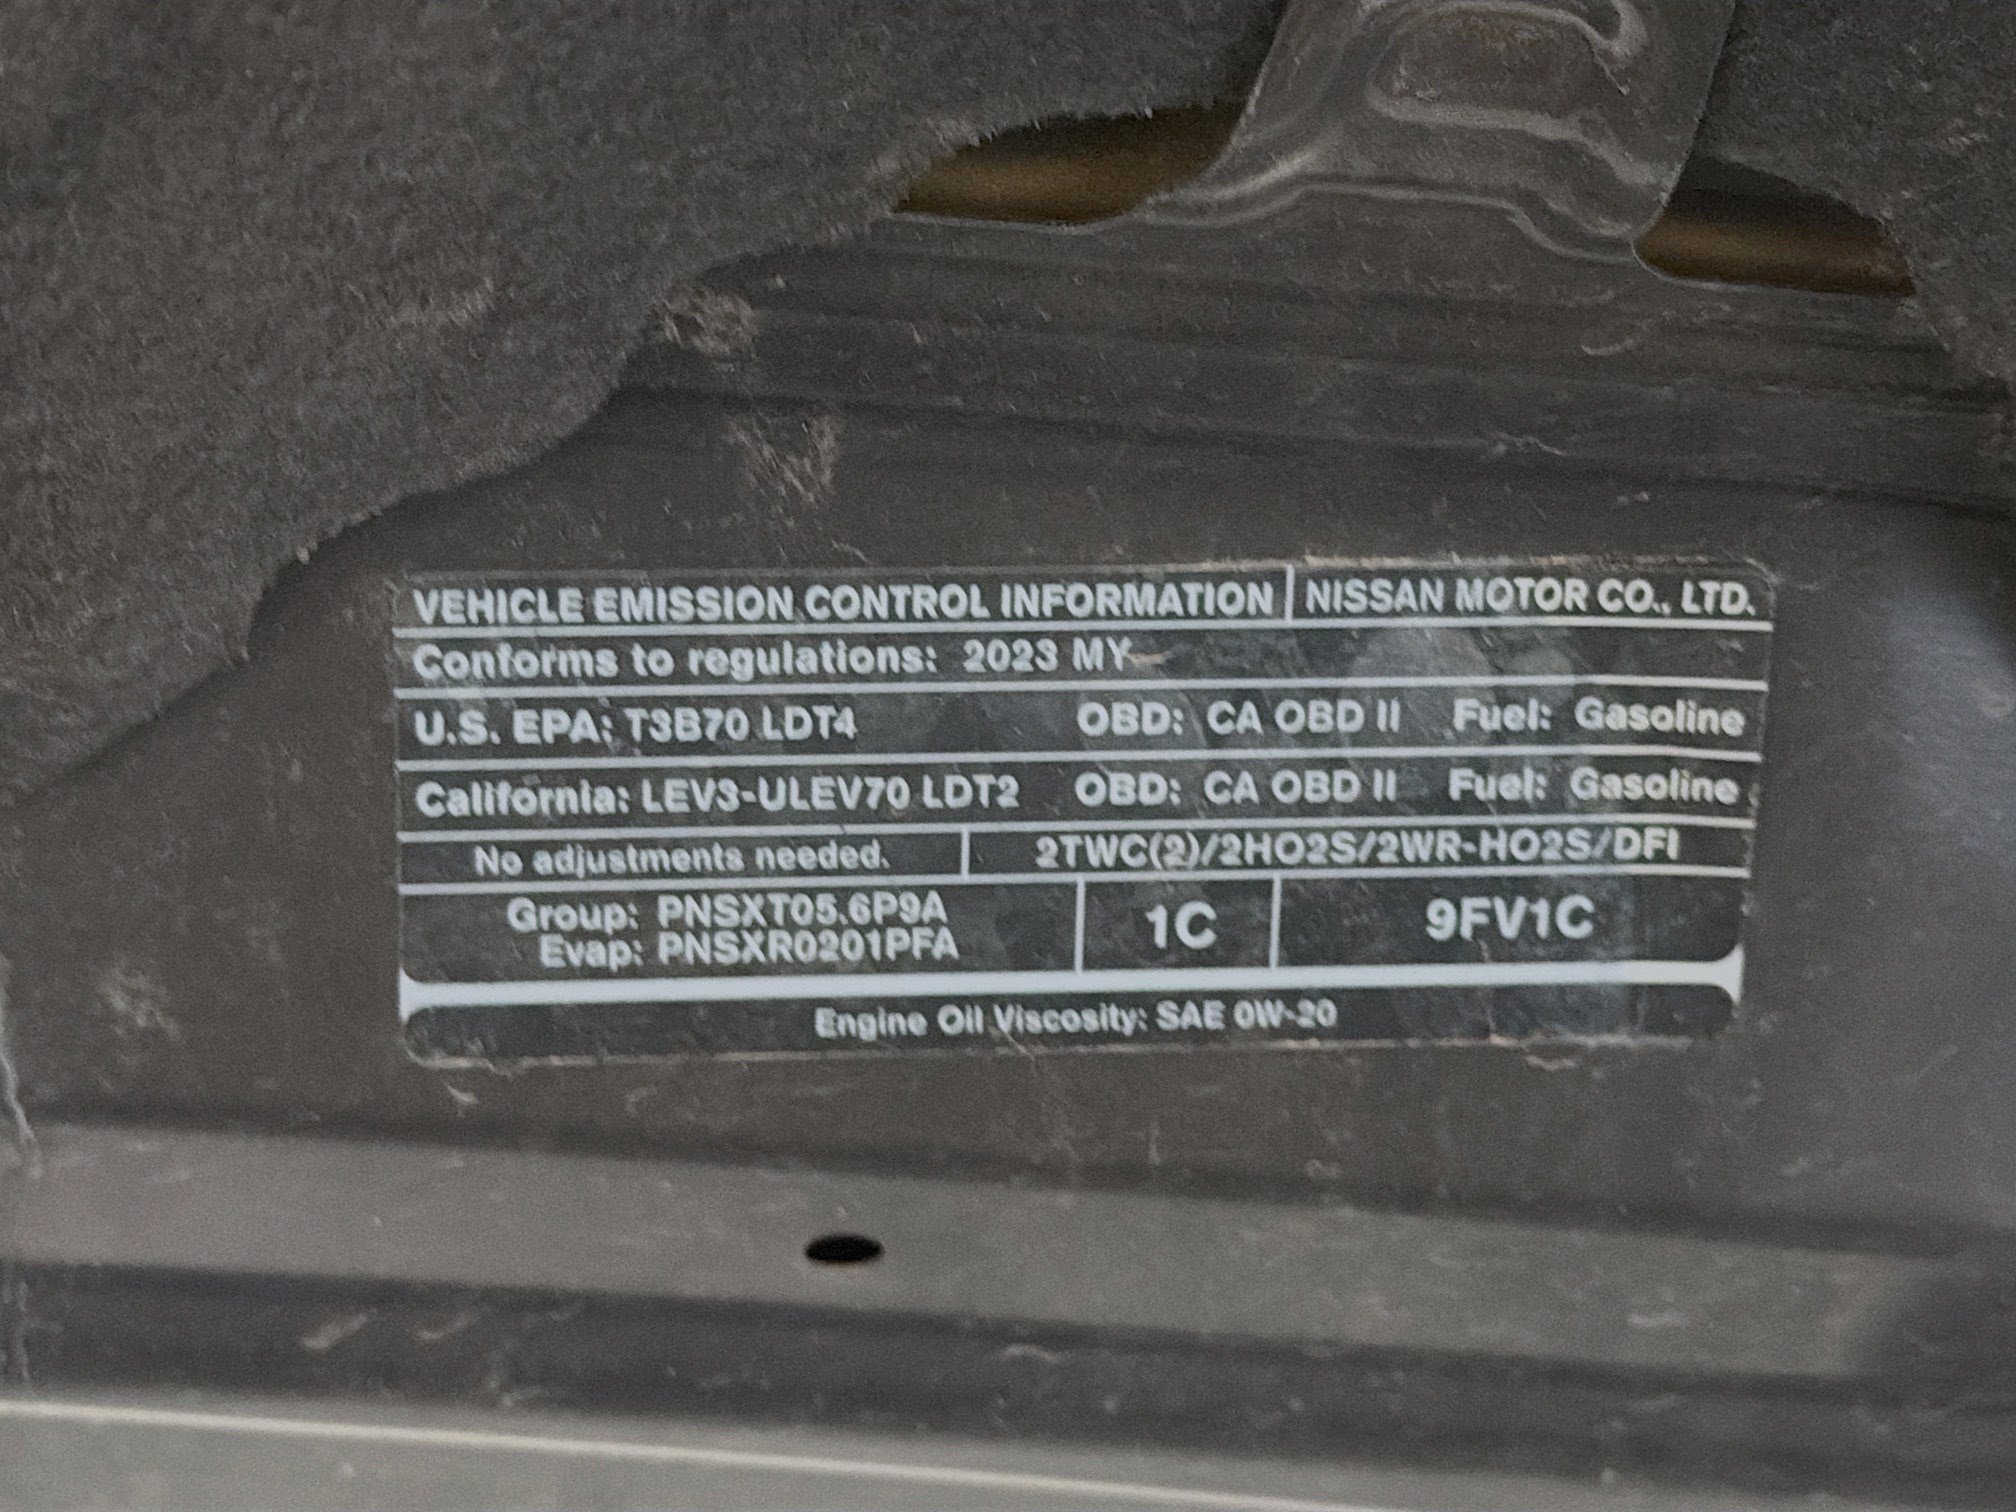 VEHICLE EMISSION CONTROL INFORMATION NISSAN MOTOR CO., LTD.
Conforms to regulations: 2023 MY
U.S. EPA: T3B70 LDT4 OBD: CA OBD II Fuel: Gasoline
California: LEV3-ULEV70 LDT2 OBD: CA OBD II Fuel: Gasoline
No adjustments needed. 2TWC(2)/2HO2S/2WR-HO2S/DFI
Group: PNSXT05.6P9A
Evap: PNSXR0201PFA
1C
9FV1C
Engine Oil Viscosity: SAE 0W-20